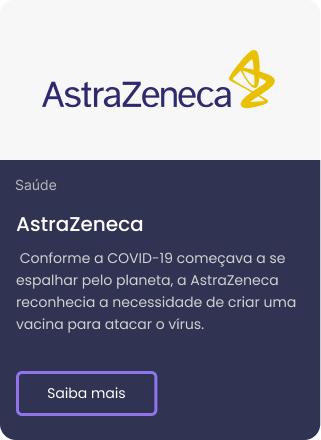 AstraZeneca
Saúde
AstraZeneca
Conforme a COVID-19 começava a se
espalhar pelo planeta, a AstraZeneca
reconhecia a necessidade de criar uma
vacina para atacar o vírus.
Saiba mais